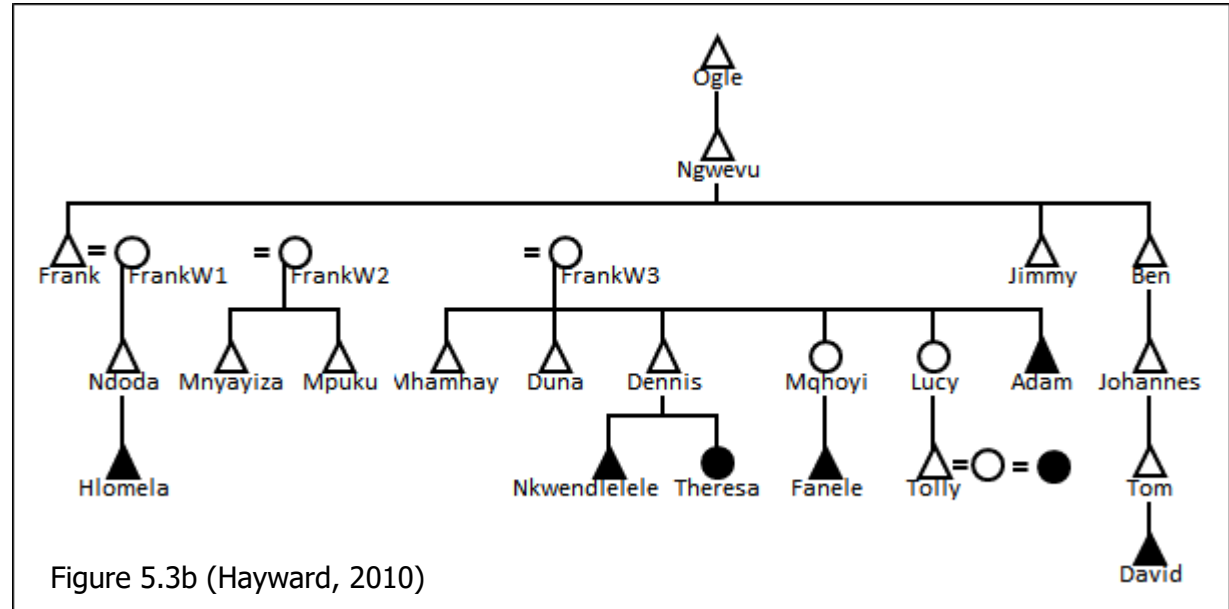 Ogle
Ngwevu
= = =
Frank FrankW1 FrankW2 FrankW3 Jimmy Ben
Ndoda Mnyayiza Mpuku Mhamhay Duna Dennis Mqhoyi Lucy Adam Johannes
= =
Hlomela Nkwendlelele Theresa Fanele Tolly Tom
David
Figure 5.3b (Hayward, 2010)